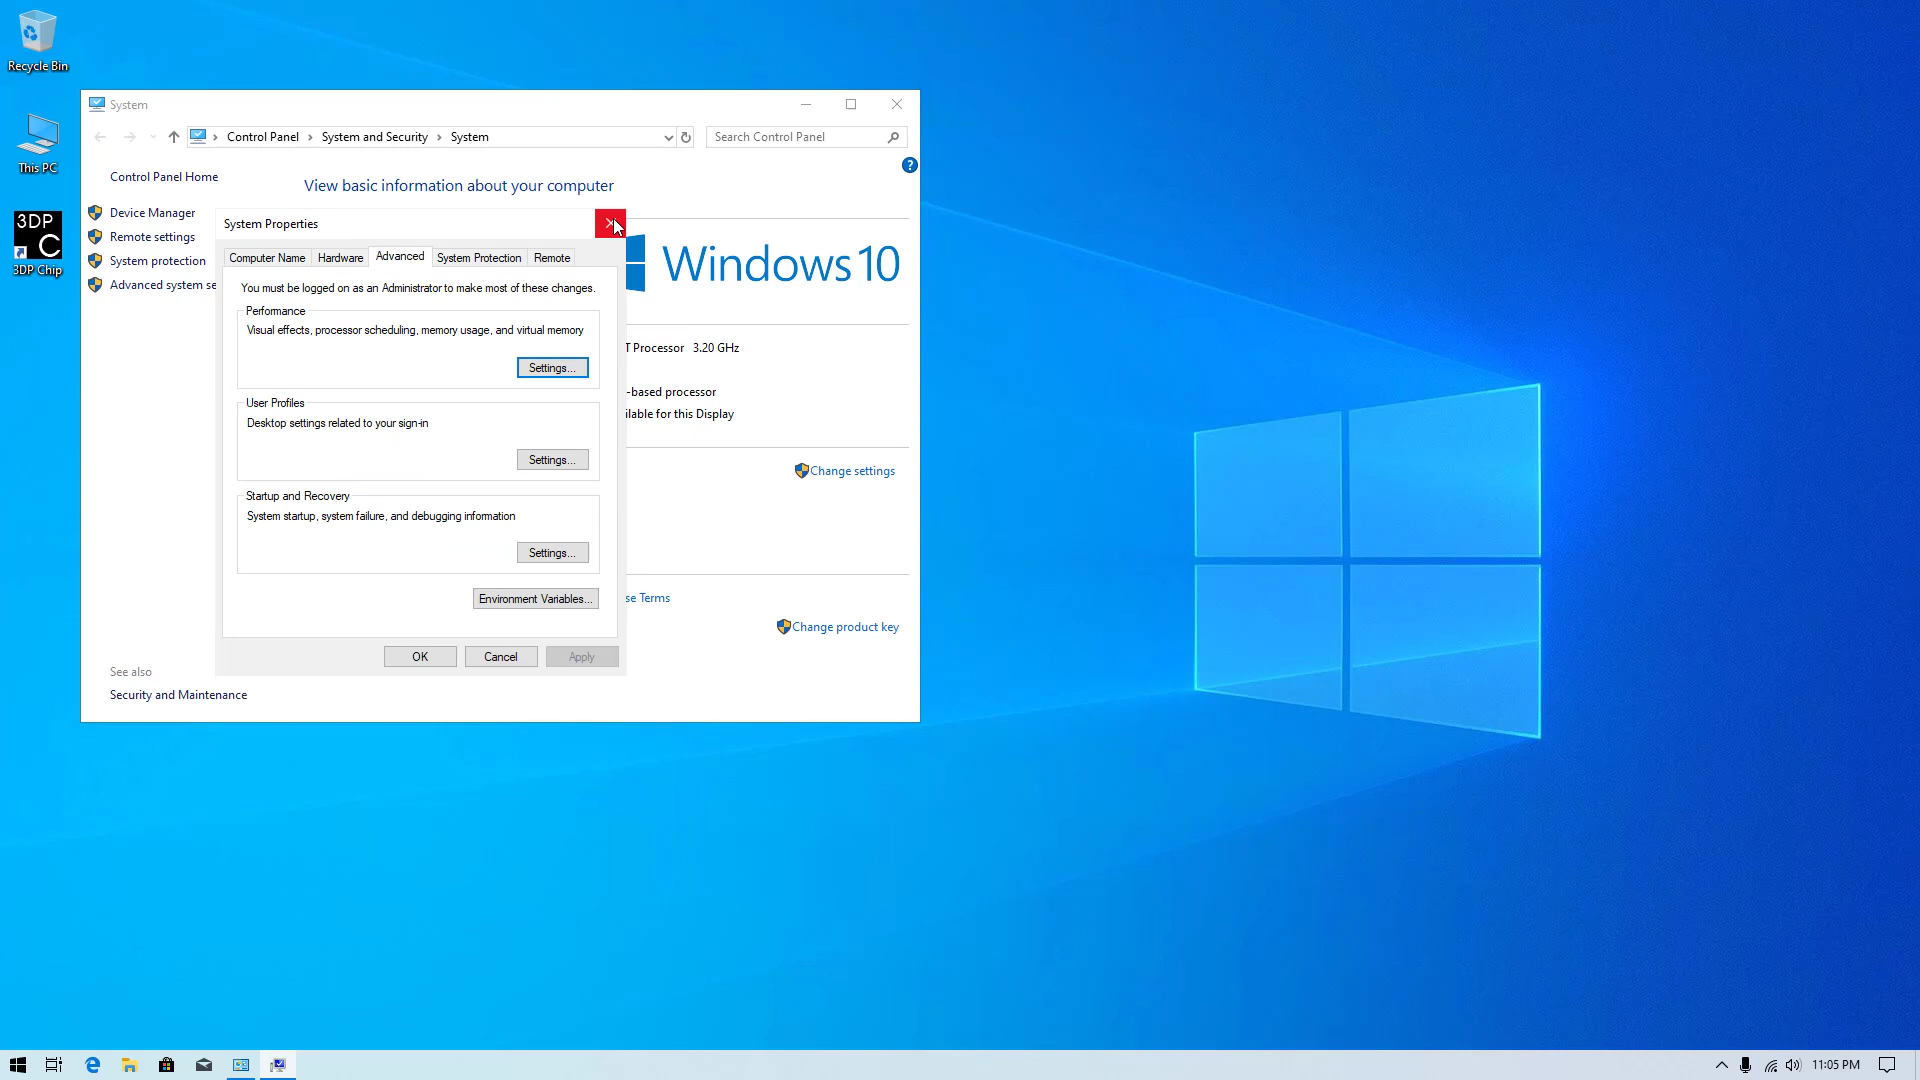 Recycle Bin
This PC
3DP
C
3DP Chip
System
Control Panel
System and Security
System
Search Control Panel
Control Panel Home
View basic information about your computer
Device Manager
Remote settings
System protection
Advanced system se
System Properties
Computer Name
Hardware
Advanced
System Protection
Remote
You must be logged on as an Administrator to make most of these changes.
Performance
Visual effects, processor scheduling, memory usage, and virtual memory
Settings...
User Profiles
Desktop settings related to your sign-in
Settings...
Startup and Recovery
System startup, system failure, and debugging information
Settings...
Environment Variables...
OK
Cancel
Apply
Windows 10
T Processor 3.20 GHz
-based processor
ilable for this Display
Change settings
se Terms
Change product key
See also
Security and Maintenance
11:05 PM